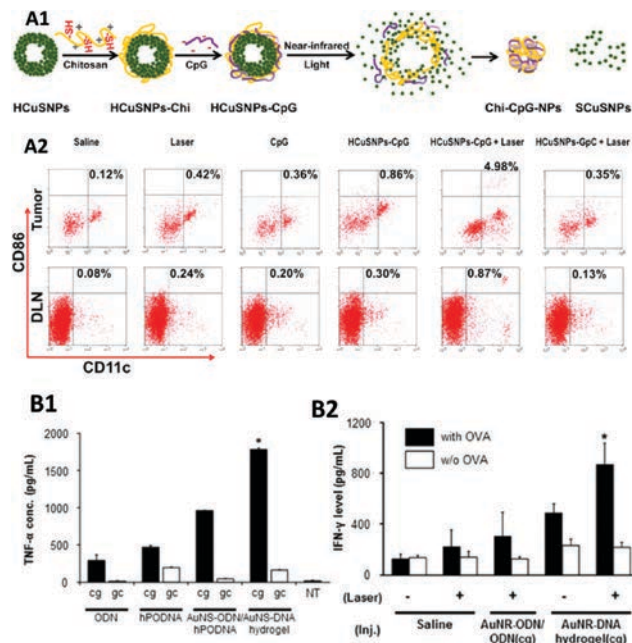 A1
SH
SH
SH
Chitosan
CpG
Near-infrared
Light
HCuSNPs
HCuSNPs-Chi
HCuSNPs-CpG
Chi-CpG-NPs
SCuSNPs
A2
Saline
Laser
CpG
HCuSNPs-CpG
HCuSNPs-CpG + Laser
HCuSNPs-GpC + Laser
Tumor
0.12%
0.42%
0.36%
0.86%
4.98%
0.35%
CD86
DLN
0.08%
0.24%
0.20%
0.30%
0.87%
0.13%
CD11c
B1
TNF-α conc. (pg/mL)
2000
1500
1000
500
0
*
cg gc cg gc cg gc cg gc NT
ODN
hPODNA
AuNS-ODN/
hPODNA
AuNS-DNA
hydrogel
B2
IFN-γ level (pg/mL)
1200
800
400
0
with OVA
w/o OVA
*
(Laser) - + + - +
(Inj.)
Saline
AuNR-ODN/
ODN(cg)
AuNR-DNA
hydrogel(cg)